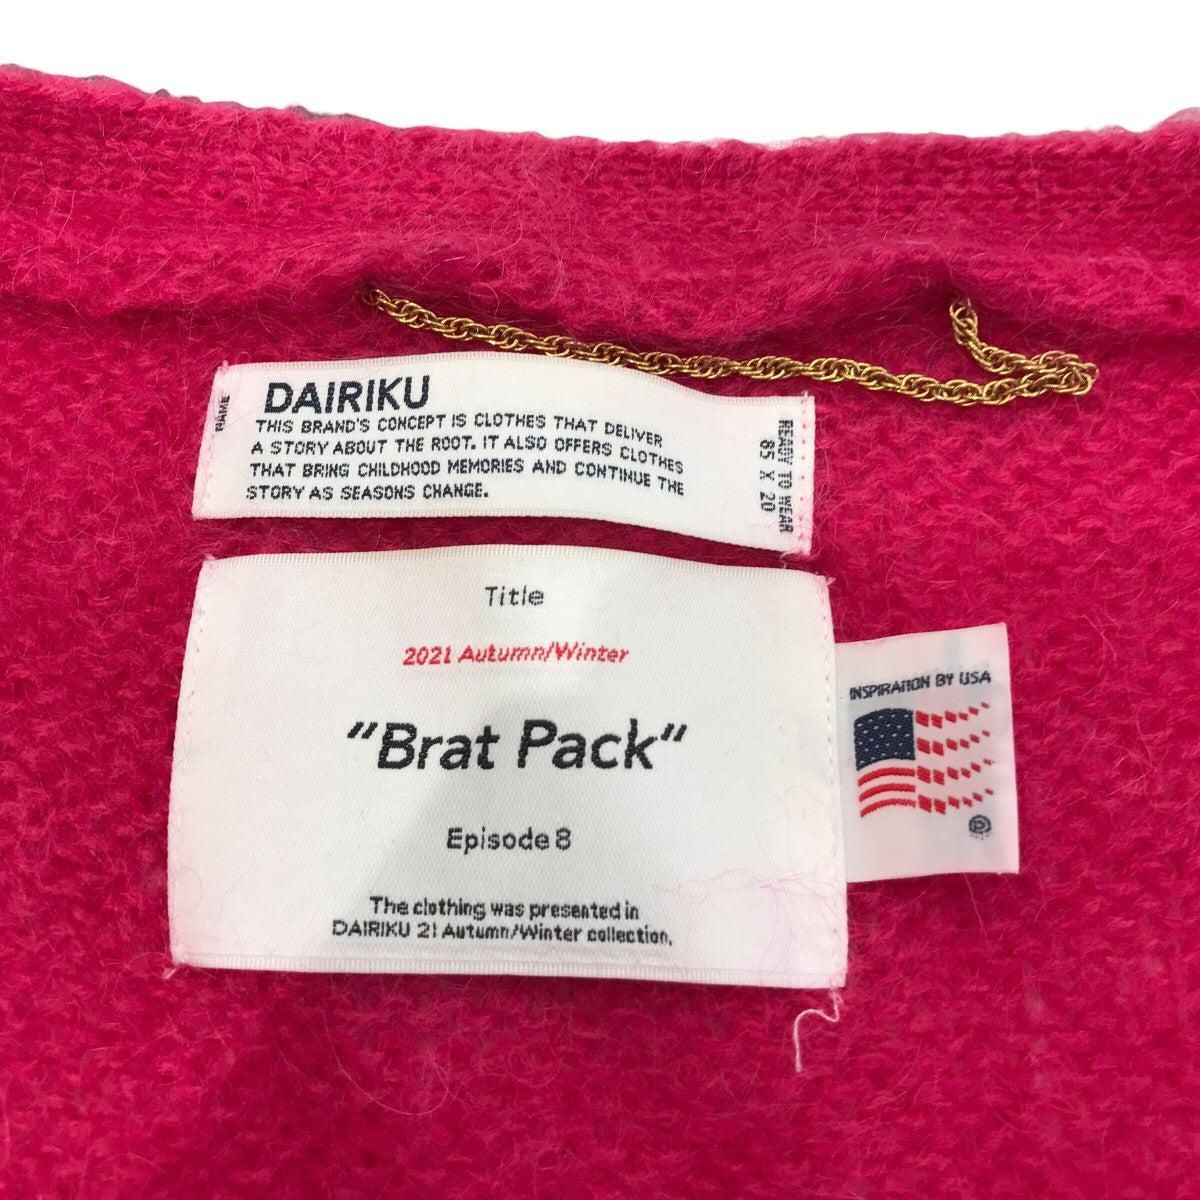 NAME
DAIRIKU
THIS BRAND'S CONCEPT IS CLOTHES THAT DELIVER
A STORY ABOUT THE ROOT. IT ALSO OFFERS CLOTHES
THAT BRING CHILDHOOD MEMORIES AND CONTINUE THE
STORY AS SEASONS CHANGE.
READY TO WEAR
85 X 20
Title
2021 Autumn/Winter
"Brat Pack"
Episode 8
The clothing was presented in
DAIRIKU 21 Autumn/Winter collection.
INSPIRATION BY USA